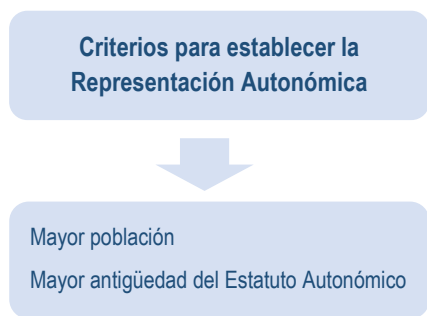 Criterios para establecer la
Representación Autonómica
Mayor población
Mayor antigüedad del Estatuto Autonómico